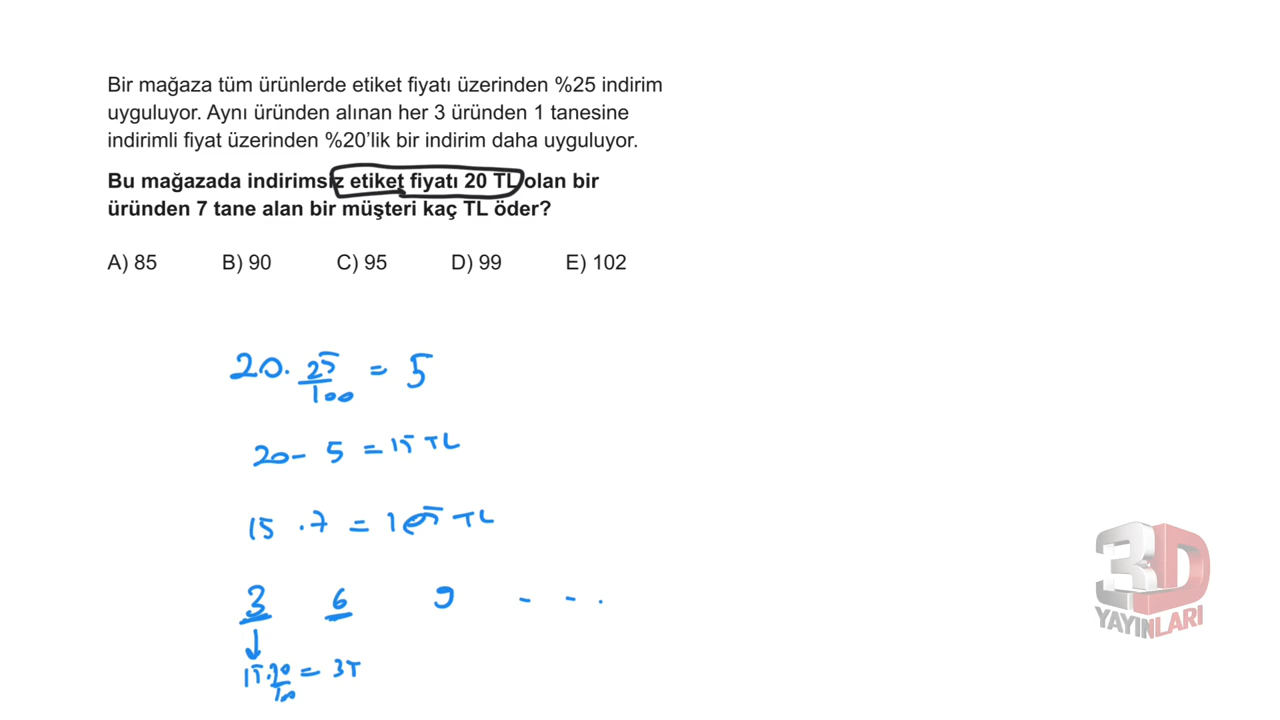 Bir mağaza tüm ürünlerde etiket fiyatı üzerinden %25 indirim
uyguluyor. Aynı üründen alınan her 3 üründen 1 tanesine
indirimli fiyat üzerinden %20'lik bir indirim daha uyguluyor.
Bu mağazada indirimsiz etiket fiyatı 20 TL olan bir
üründen 7 tane alan bir müşteri kaç TL öder?
A) 85 B) 90 C) 95 D) 99 E) 102
20. 25/100 = 5
20 - 5 = 15 TL
15 . 7 = 105 TL
3 6 9 - - .
15. 20/100 = 3T
3D
YAYINLARI